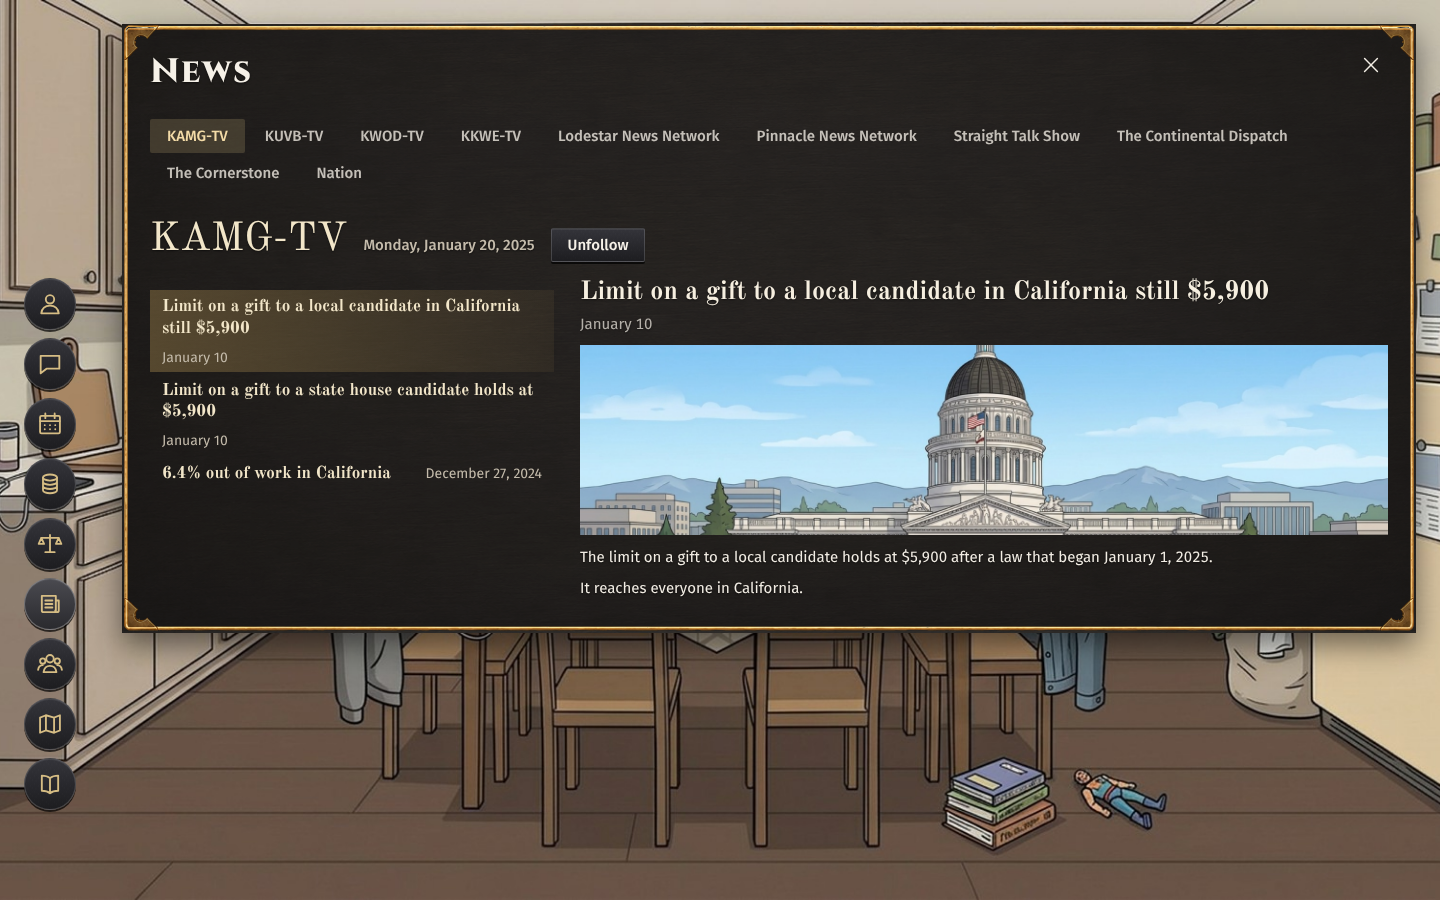 News
KAMG-TV KUVB-TV KWOD-TV KKWE-TV Lodestar News Network Pinnacle News Network Straight Talk Show The Continental Dispatch
The Cornerstone Nation
KAMG-TV Monday, January 20, 2025 Unfollow
Limit on a gift to a local candidate in California
still $5,900
January 10
Limit on a gift to a state house candidate holds at
$5,900
January 10
6.4% out of work in California December 27, 2024
Limit on a gift to a local candidate in California still $5,900
January 10
The limit on a gift to a local candidate holds at $5,900 after a law that began January 1, 2025.
It reaches everyone in California.